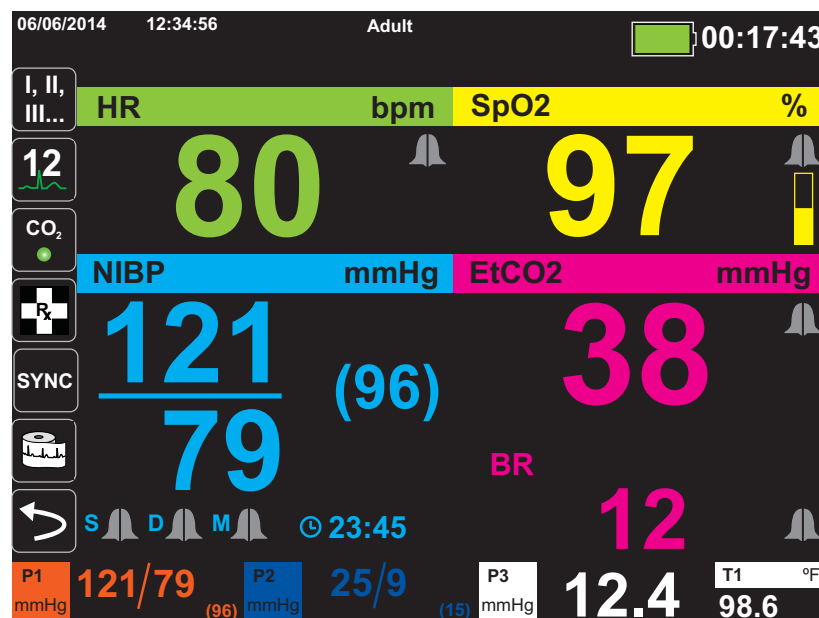 06/06/2014 12:34:56 Adult 00:17:43
I, II,
III...
HR bpm SpO2 %
80 97
12
CO₂
NIBP mmHg EtCO2 mmHg
Rx
121 38
79
(96)
SYNC
BR
12
S D M 23:45
P1 mmHg 121/79 (96)
P2 mmHg 25/9 (15)
P3 mmHg 12.4
T1 ºF
98.6